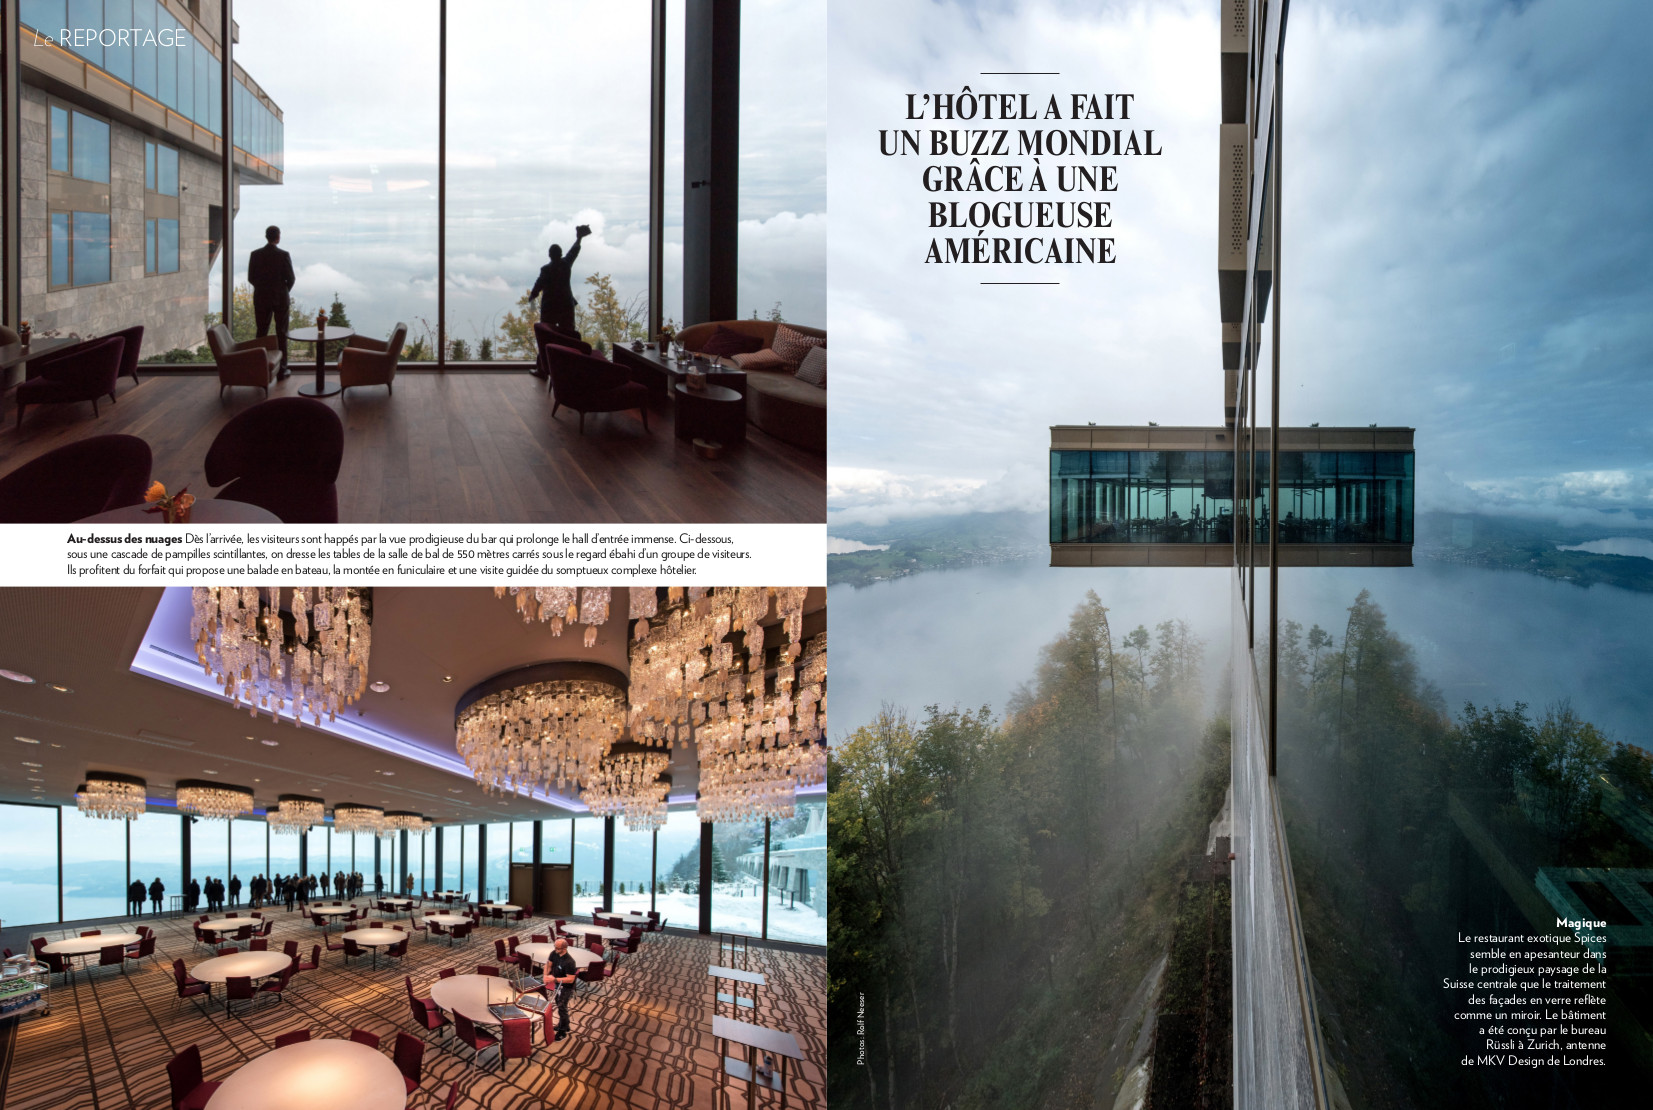 Le REPORTAGE
Au-dessus des nuages Dès l'arrivée, les visiteurs sont happés par la vue prodigieuse du bar qui prolonge le hall d'entrée immense. Ci-dessous,
sous une cascade de pampilles scintillantes, on dresse les tables de la salle de bal de 550 mètres carrés sous le regard ébahi d'un groupe de visiteurs.
Ils profitent du forfait qui propose une balade en bateau, la montée en funiculaire et une visite guidée du somptueux complexe hôtelier.
L'HÔTEL A FAIT
UN BUZZ MONDIAL
GRÂCE À UNE
BLOGUEUSE
AMÉRICAINE
Magique
Le restaurant exotique Spices
semble en apesanteur dans
le prodigieux paysage de la
Suisse centrale que le traitement
des façades en verre reflète
comme un miroir. Le bâtiment
a été conçu par le bureau
Rüssli à Zurich, antenne
de MKV Design de Londres.
Photos: Rolf Neeser